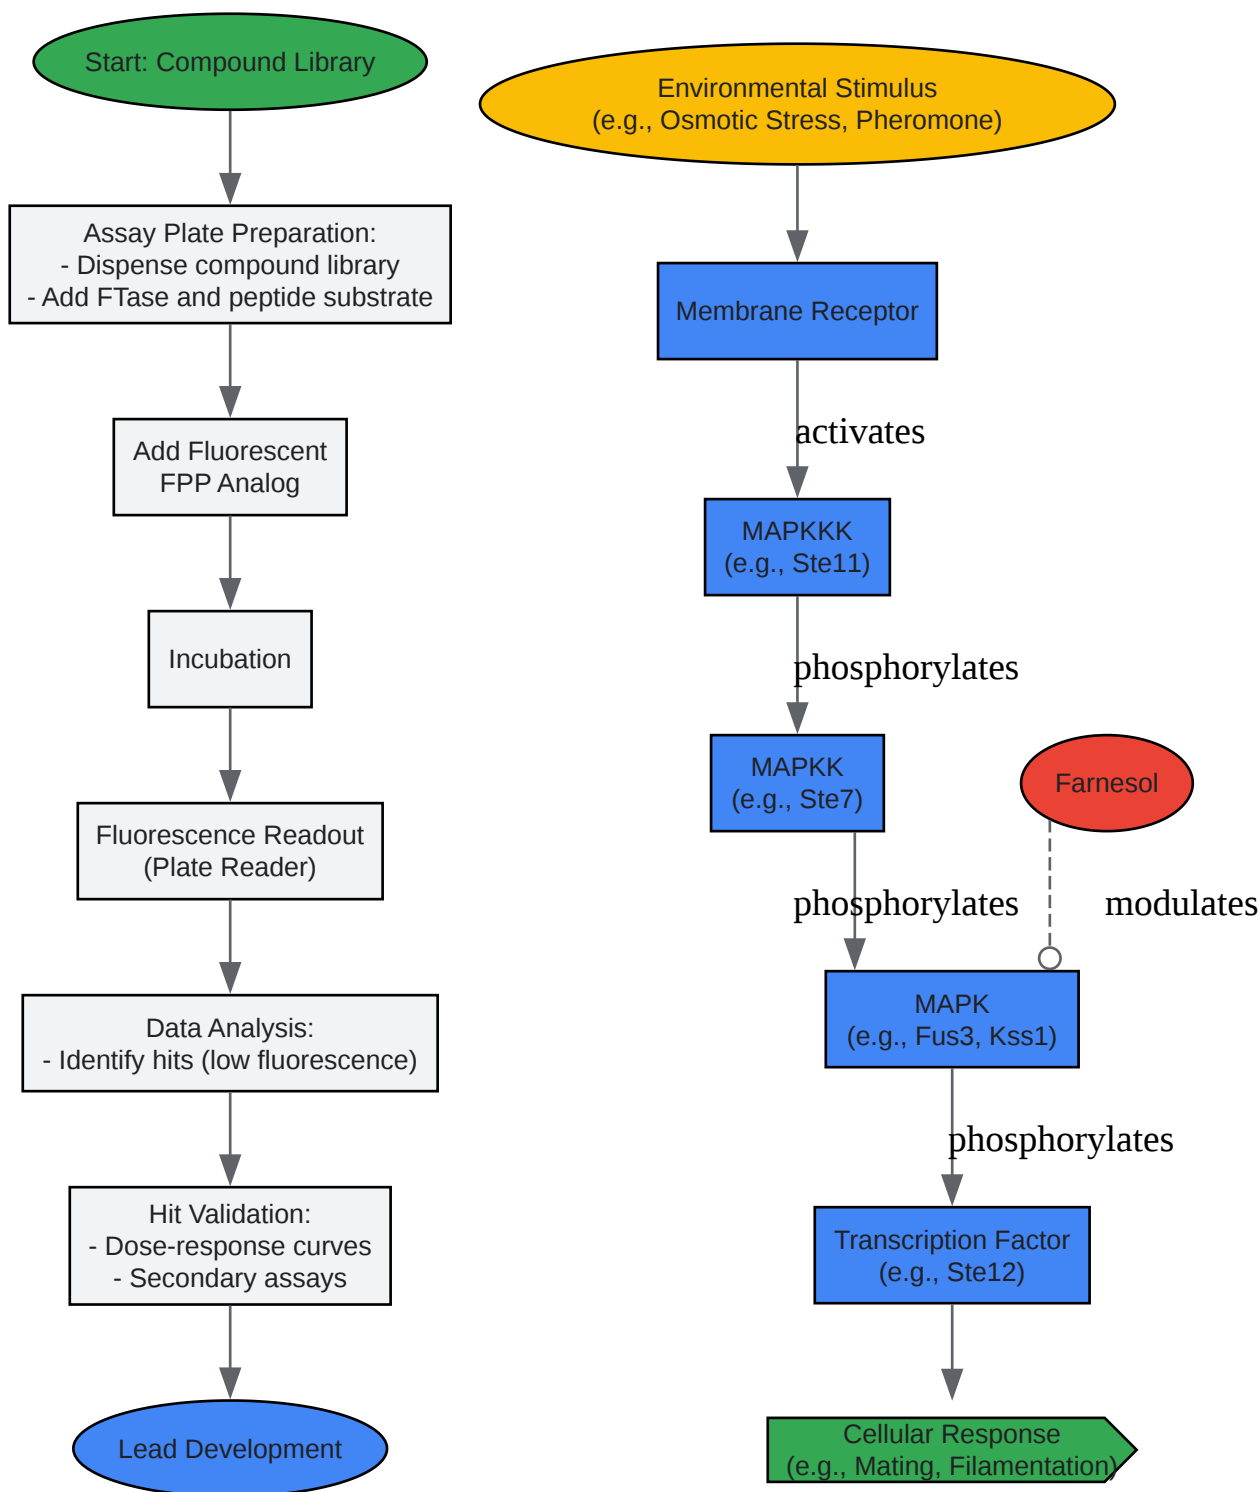 Start: Compound Library
Assay Plate Preparation:
- Dispense compound library
- Add FTase and peptide substrate
Add Fluorescent
FPP Analog
Incubation
Fluorescence Readout
(Plate Reader)
Data Analysis:
- Identify hits (low fluorescence)
Hit Validation:
- Dose-response curves
- Secondary assays
Lead Development
Environmental Stimulus
(e.g., Osmotic Stress, Pheromone)
Membrane Receptor
activates
MAPKKK
(e.g., Ste11)
phosphorylates
MAPKK
(e.g., Ste7)
Farnesol
phosphorylates
modulates
MAPK
(e.g., Fus3, Kss1)
phosphorylates
Transcription Factor
(e.g., Ste12)
Cellular Response
(e.g., Mating, Filamentation)